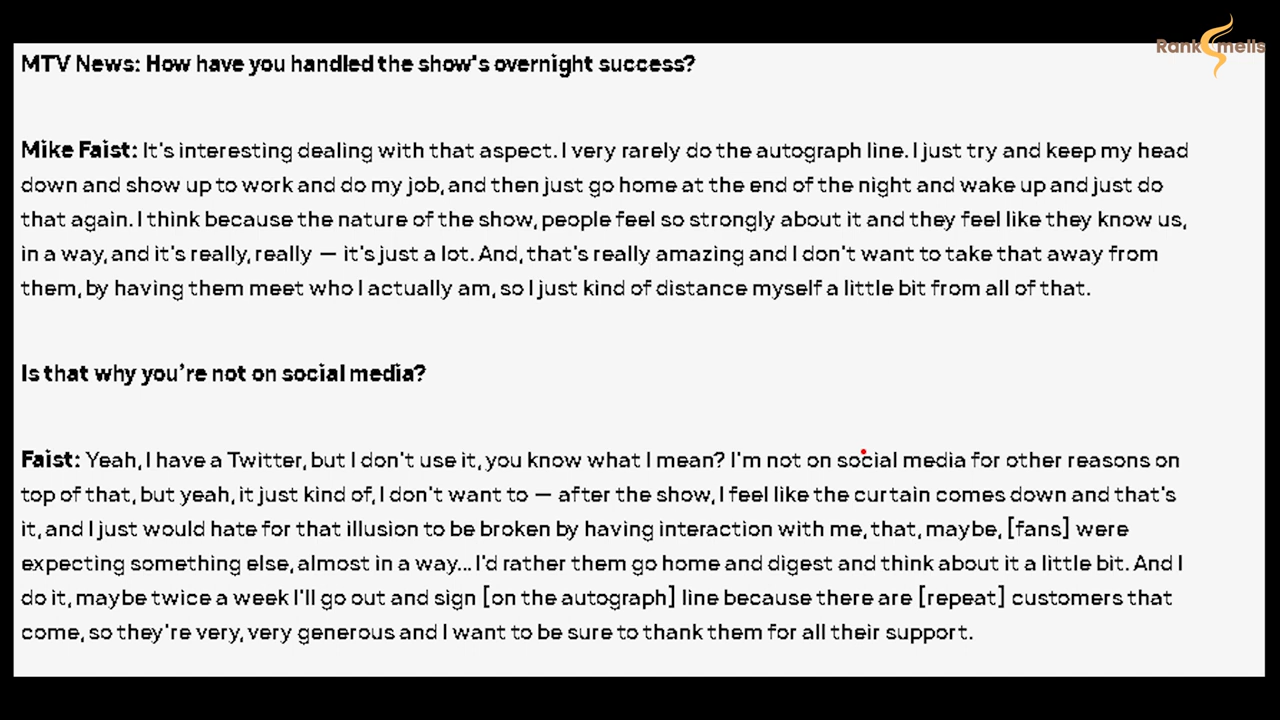 Rank Smells
MTV News: How have you handled the show's overnight success?
Mike Faist: It's interesting dealing with that aspect. I very rarely do the autograph line. I just try and keep my head
down and show up to work and do my job, and then just go home at the end of the night and wake up and just do
that again. I think because the nature of the show, people feel so strongly about it and they feel like they know us,
in a way, and it's really, really — it's just a lot. And, that's really amazing and I don't want to take that away from
them, by having them meet who I actually am, so I just kind of distance myself a little bit from all of that.
Is that why you're not on social media?
Faist: Yeah, I have a Twitter, but I don't use it, you know what I mean? I'm not on social media for other reasons on
top of that, but yeah, it just kind of, I don't want to — after the show, I feel like the curtain comes down and that's
it, and I just would hate for that illusion to be broken by having interaction with me, that, maybe, [fans] were
expecting something else, almost in a way... I'd rather them go home and digest and think about it a little bit. And I
do it, maybe twice a week I'll go out and sign [on the autograph] line because there are [repeat] customers that
come, so they're very, very generous and I want to be sure to thank them for all their support.